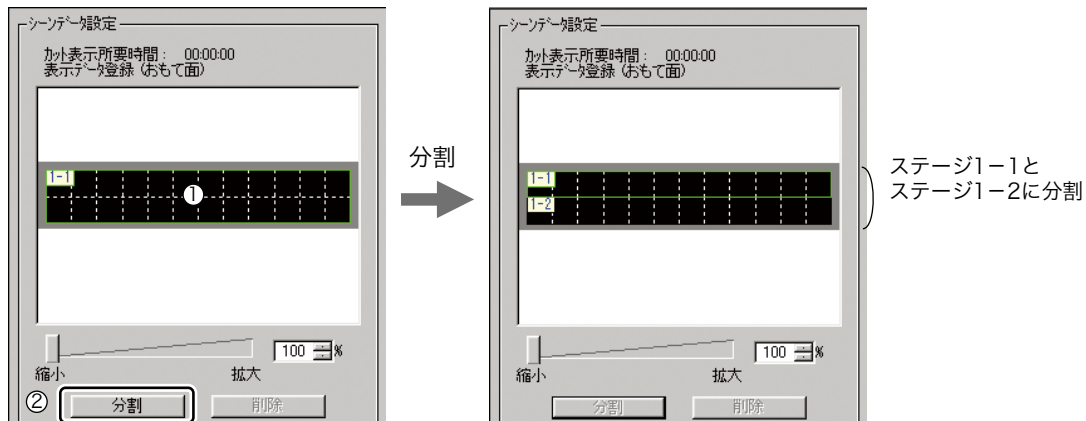 シーンデータ設定
カット表示所要時間： 00:00:00
表示データ登録（おもて面）
1-1
①
縮小
拡大
100 %
②
分割
削除
分割
シーンデータ設定
カット表示所要時間： 00:00:00
表示データ登録（おもて面）
1-1
1-2
縮小
拡大
100 %
分割
削除
ステージ1－1と
ステージ1－2に分割